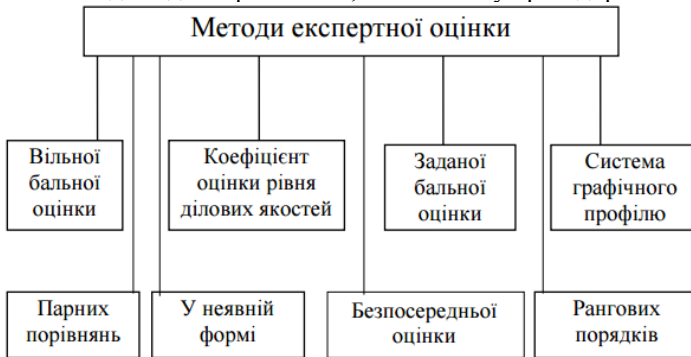 Методи експертної оцінки
Вільної
бальної
оцінки
Коефіцієнт
оцінки рівня
ділових якостей
Заданої
бальної
оцінки
Система
графічного
профілю
Парних
порівнянь
У неявній
формі
Безпосередньої
оцінки
Рангових
порядків